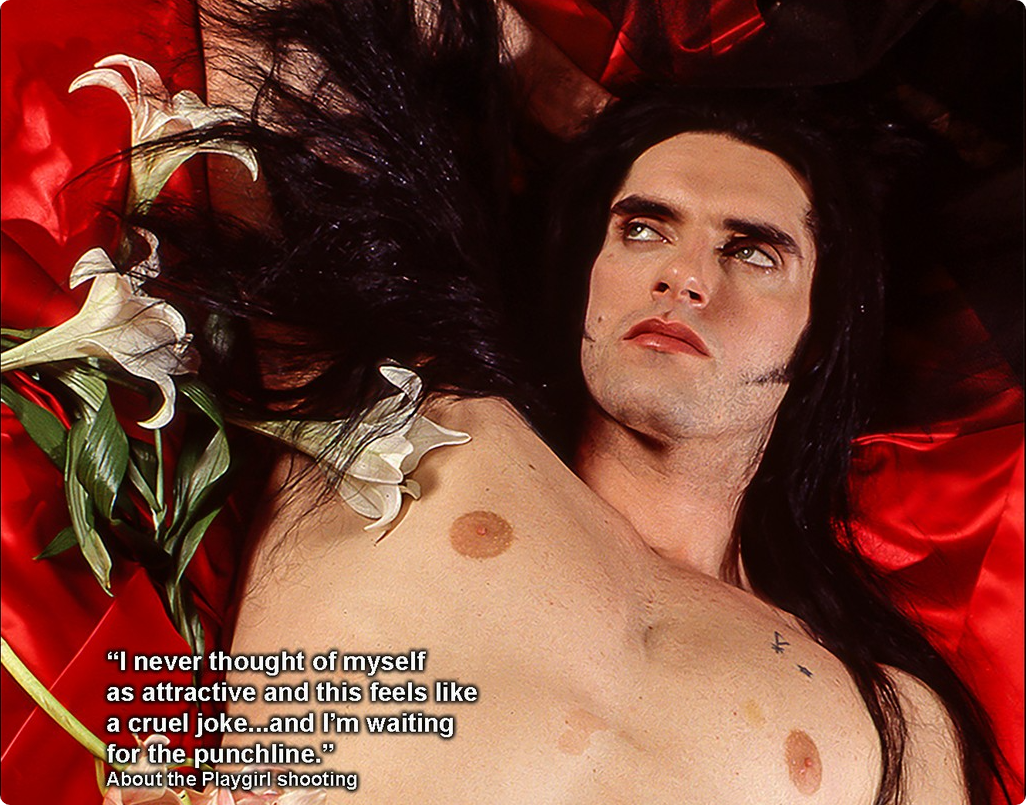 “I never thought of myself
as attractive and this feels like
a cruel joke...and I’m waiting
for the punchline.”
About the Playgirl shooting